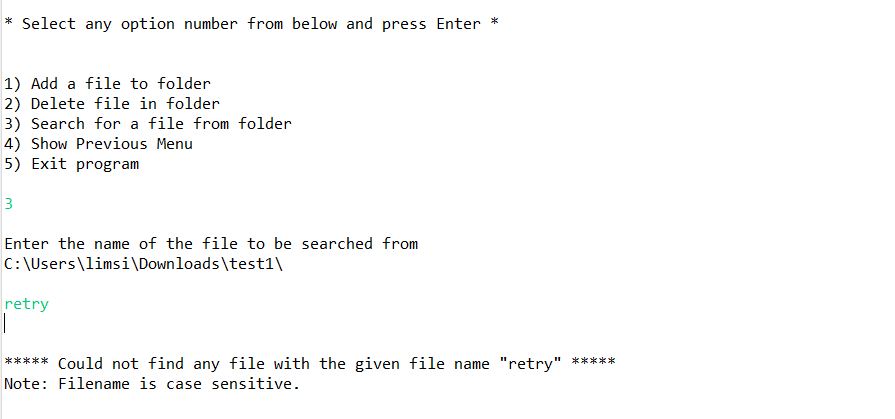 * Select any option number from below and press Enter *
1) Add a file to folder
2) Delete file in folder
3) Search for a file from folder
4) Show Previous Menu
5) Exit program
3
Enter the name of the file to be searched from
C:\Users\limsi\Downloads\test1\
retry
***** Could not find any file with the given file name "retry" *****
Note: Filename is case sensitive.